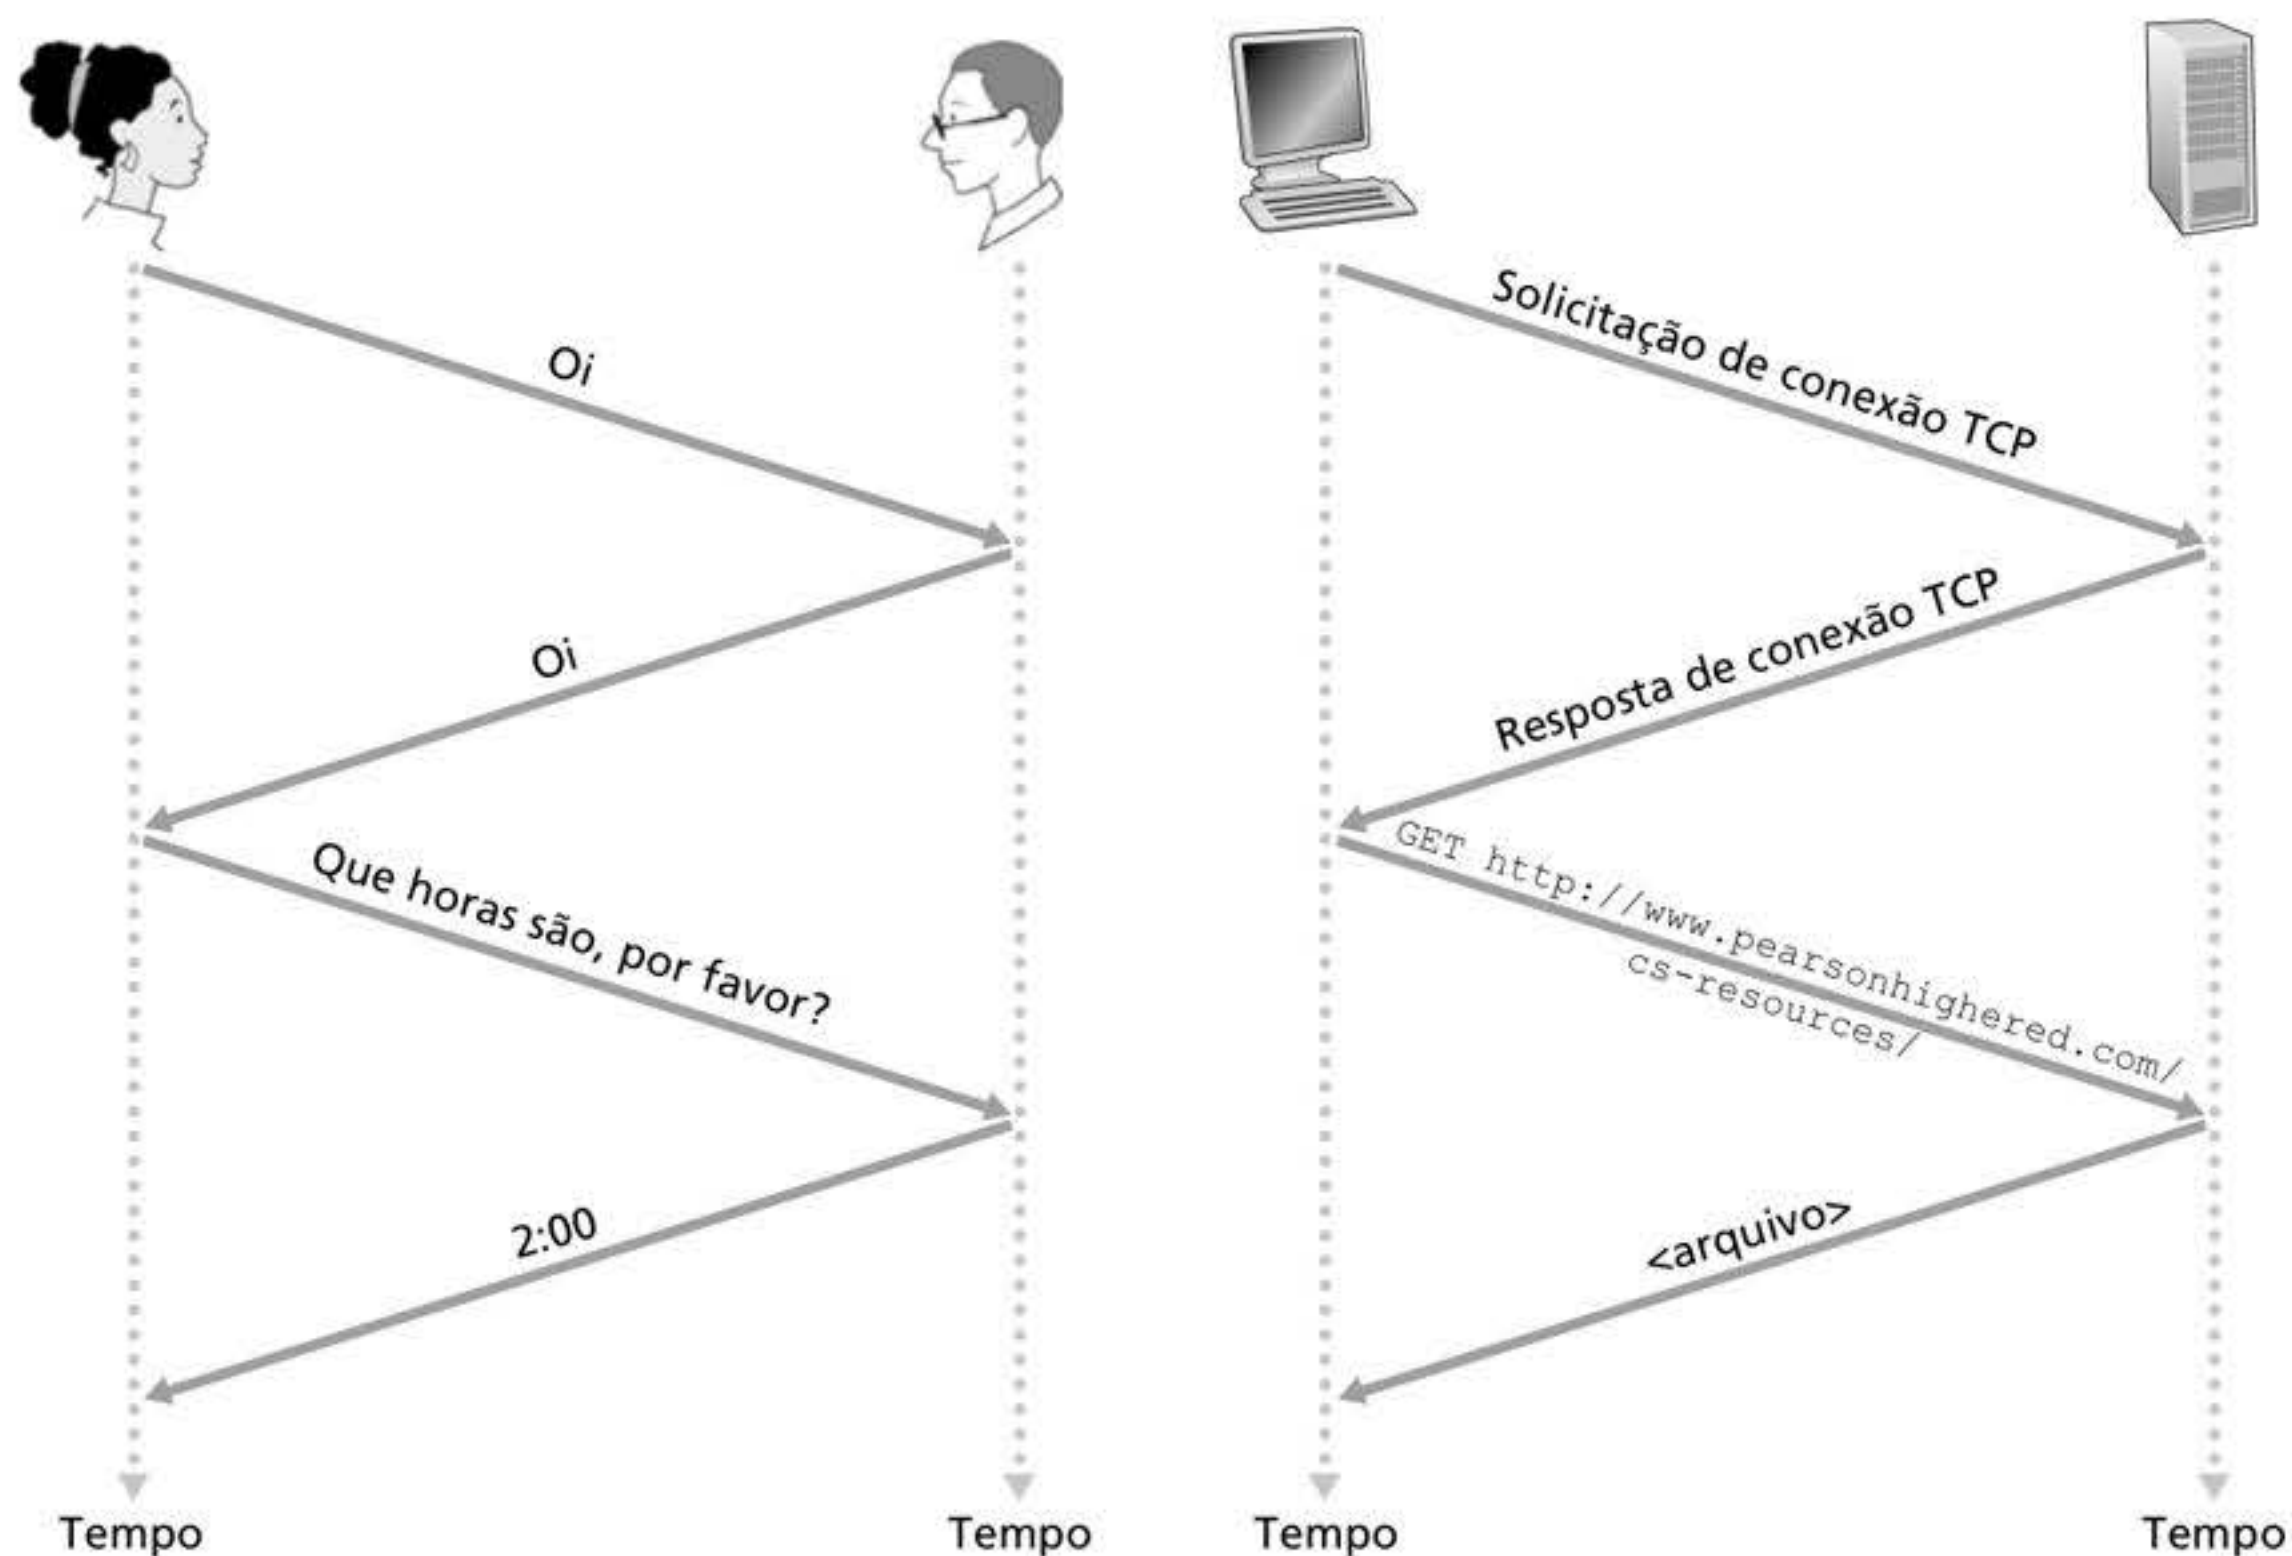 Oi
Oi
Que horas são, por favor?
2:00
Tempo
Tempo
Solicitação de conexão TCP
Resposta de conexão TCP
GET http://www.pearsonhighered.com/
cs-resources/
<arquivo>
Tempo
Tempo